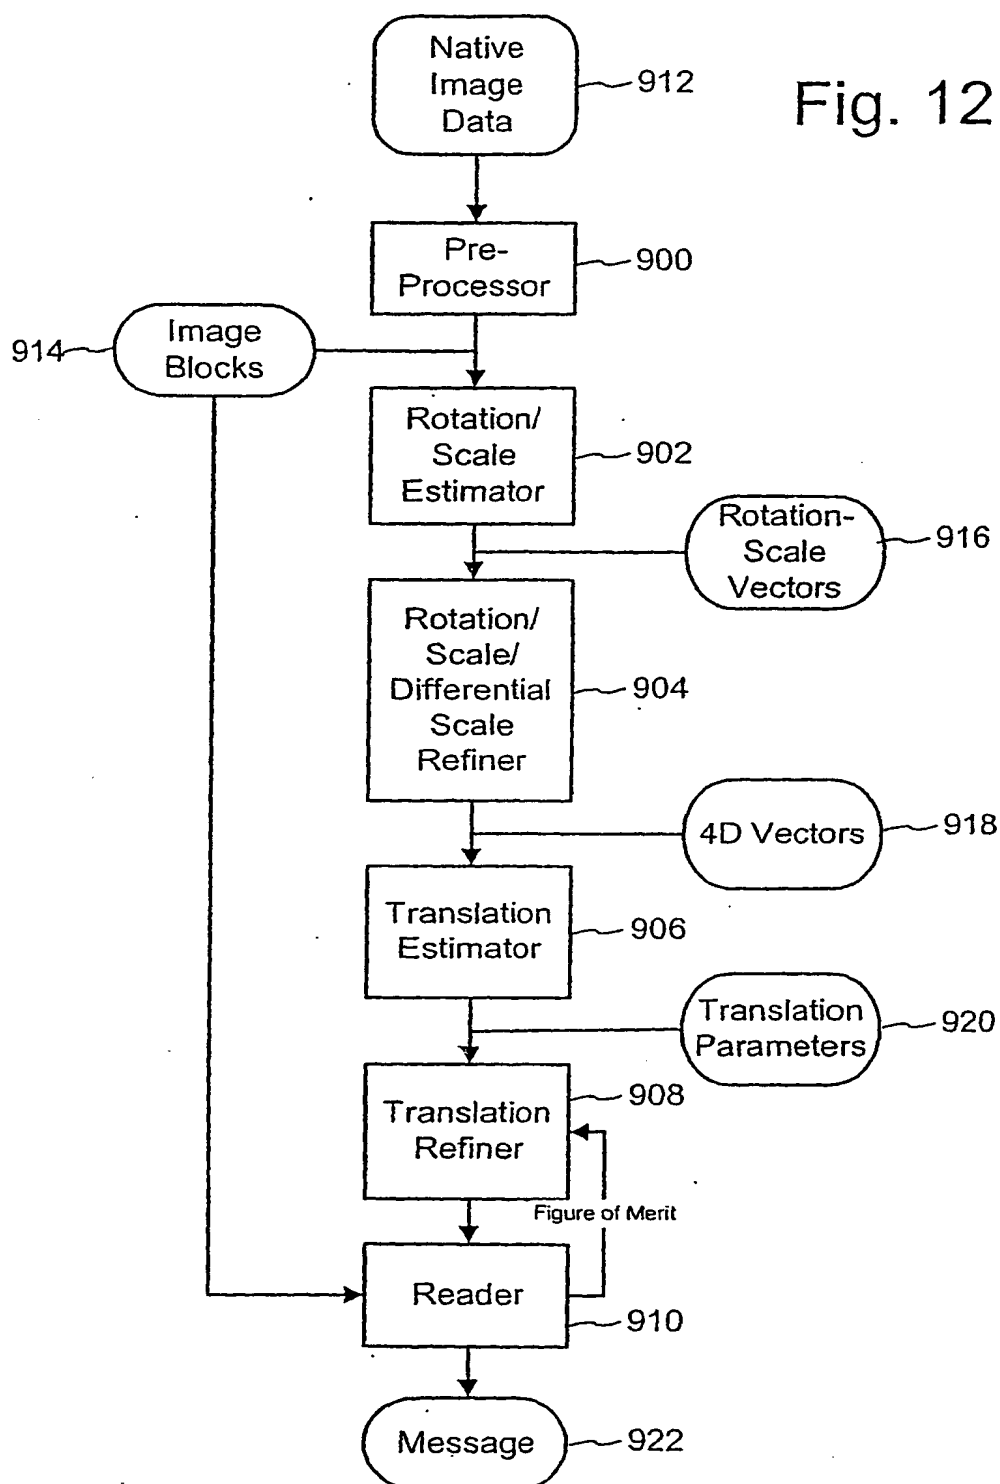 Native
Image
Data
912
Fig. 12
Pre-
Processor
900
Image
Blocks
914
Rotation/
Scale
Estimator
902
Rotation-
Scale
Vectors
916
Rotation/
Scale/
Differential
Scale
Refiner
904
4D Vectors
918
Translation
Estimator
906
Translation
Parameters
920
Translation
Refiner
908
Figure of Merit
Reader
910
Message
922